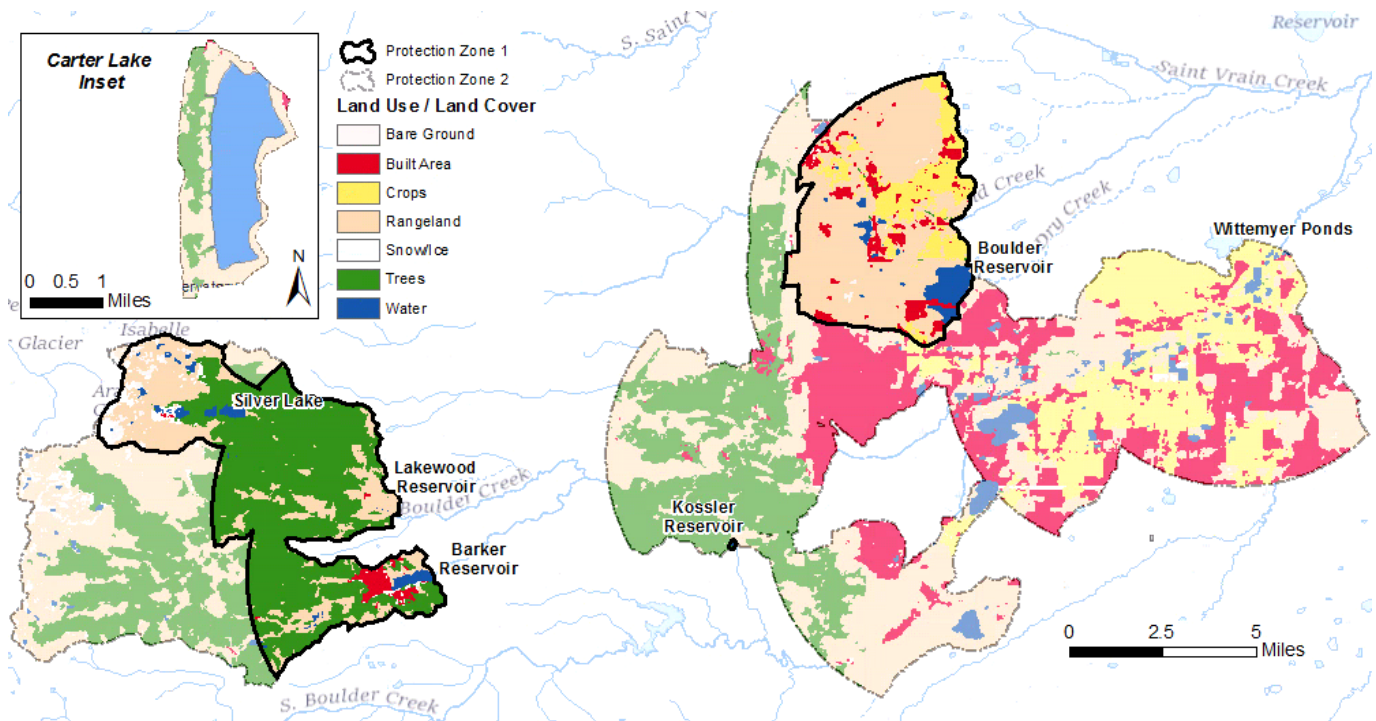 Carter Lake
Inset
0 0.5 1
Miles
N
Protection Zone 1
Protection Zone 2
Land Use / Land Cover
Bare Ground
Built Area
Crops
Rangeland
Snow/Ice
Trees
Water
S. Saint V
Reservoir
Saint Vrain Creek
d Creek
Dry Creek
Wittemyer Ponds
Boulder
Reservoir
Isabelle
Glacier
Silver Lake
Lakewood
Reservoir
Boulder Creek
Barker
Reservoir
Kossler
Reservoir
S. Boulder Creek
0 2.5 5
Miles